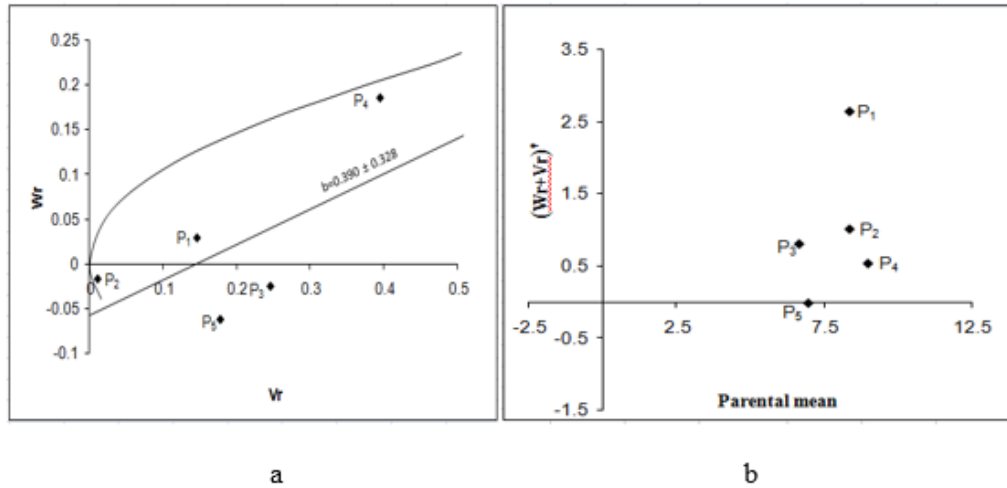 0.25
0.2
0.15
0.1
0.05
0
-0.05
-0.1
Wr
0 0.1 0.2 0.3 0.4 0.5
Vr
P4
b=0.390 ± 0.328
P1
P2
P3
P5
3.5
2.5
1.5
0.5
-0.5
-1.5
(Wr+Vr)'
-2.5 2.5 7.5 12.5
Parental mean
P1
P2
P3
P4
P5
a
b